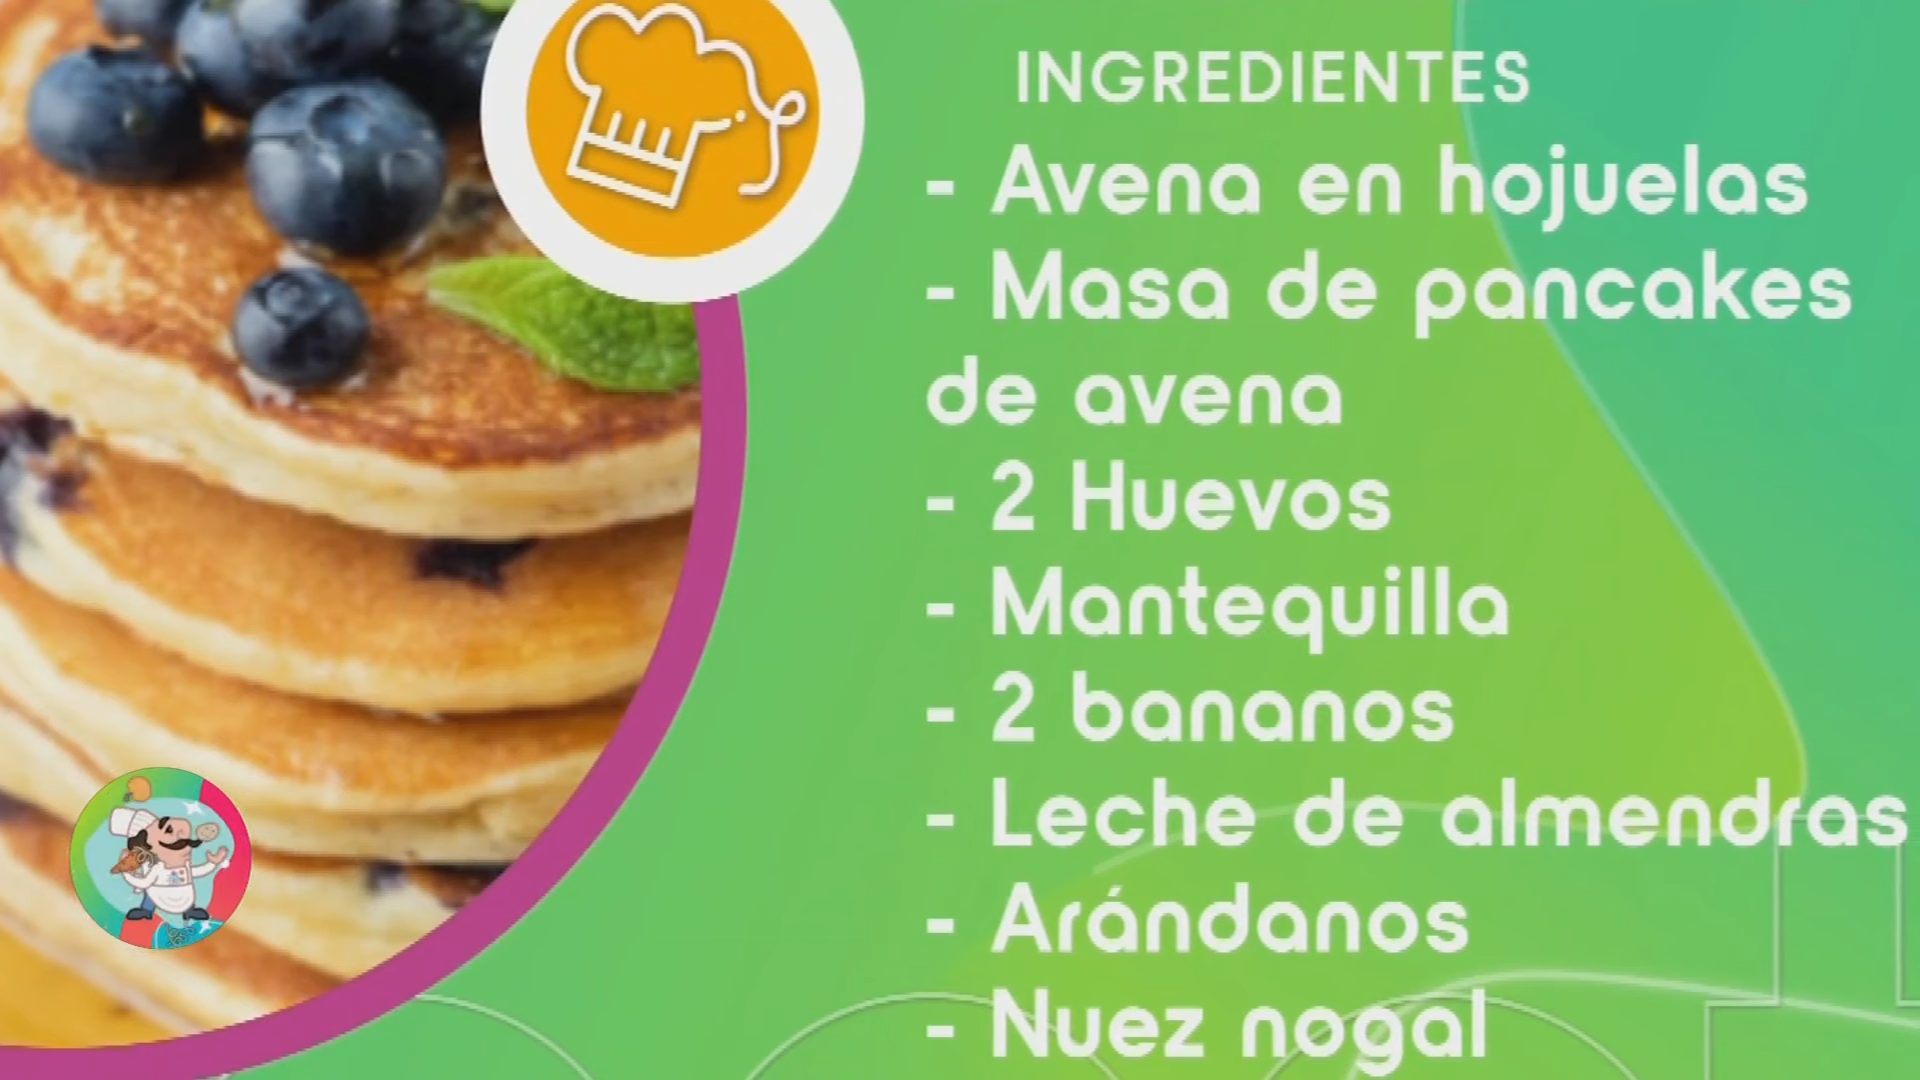 INGREDIENTES
- Avena en hojuelas
- Masa de pancakes
de avena
- 2 Huevos
- Mantequilla
- 2 bananos
- Leche de almendras
- Arándanos
- Nuez nogal